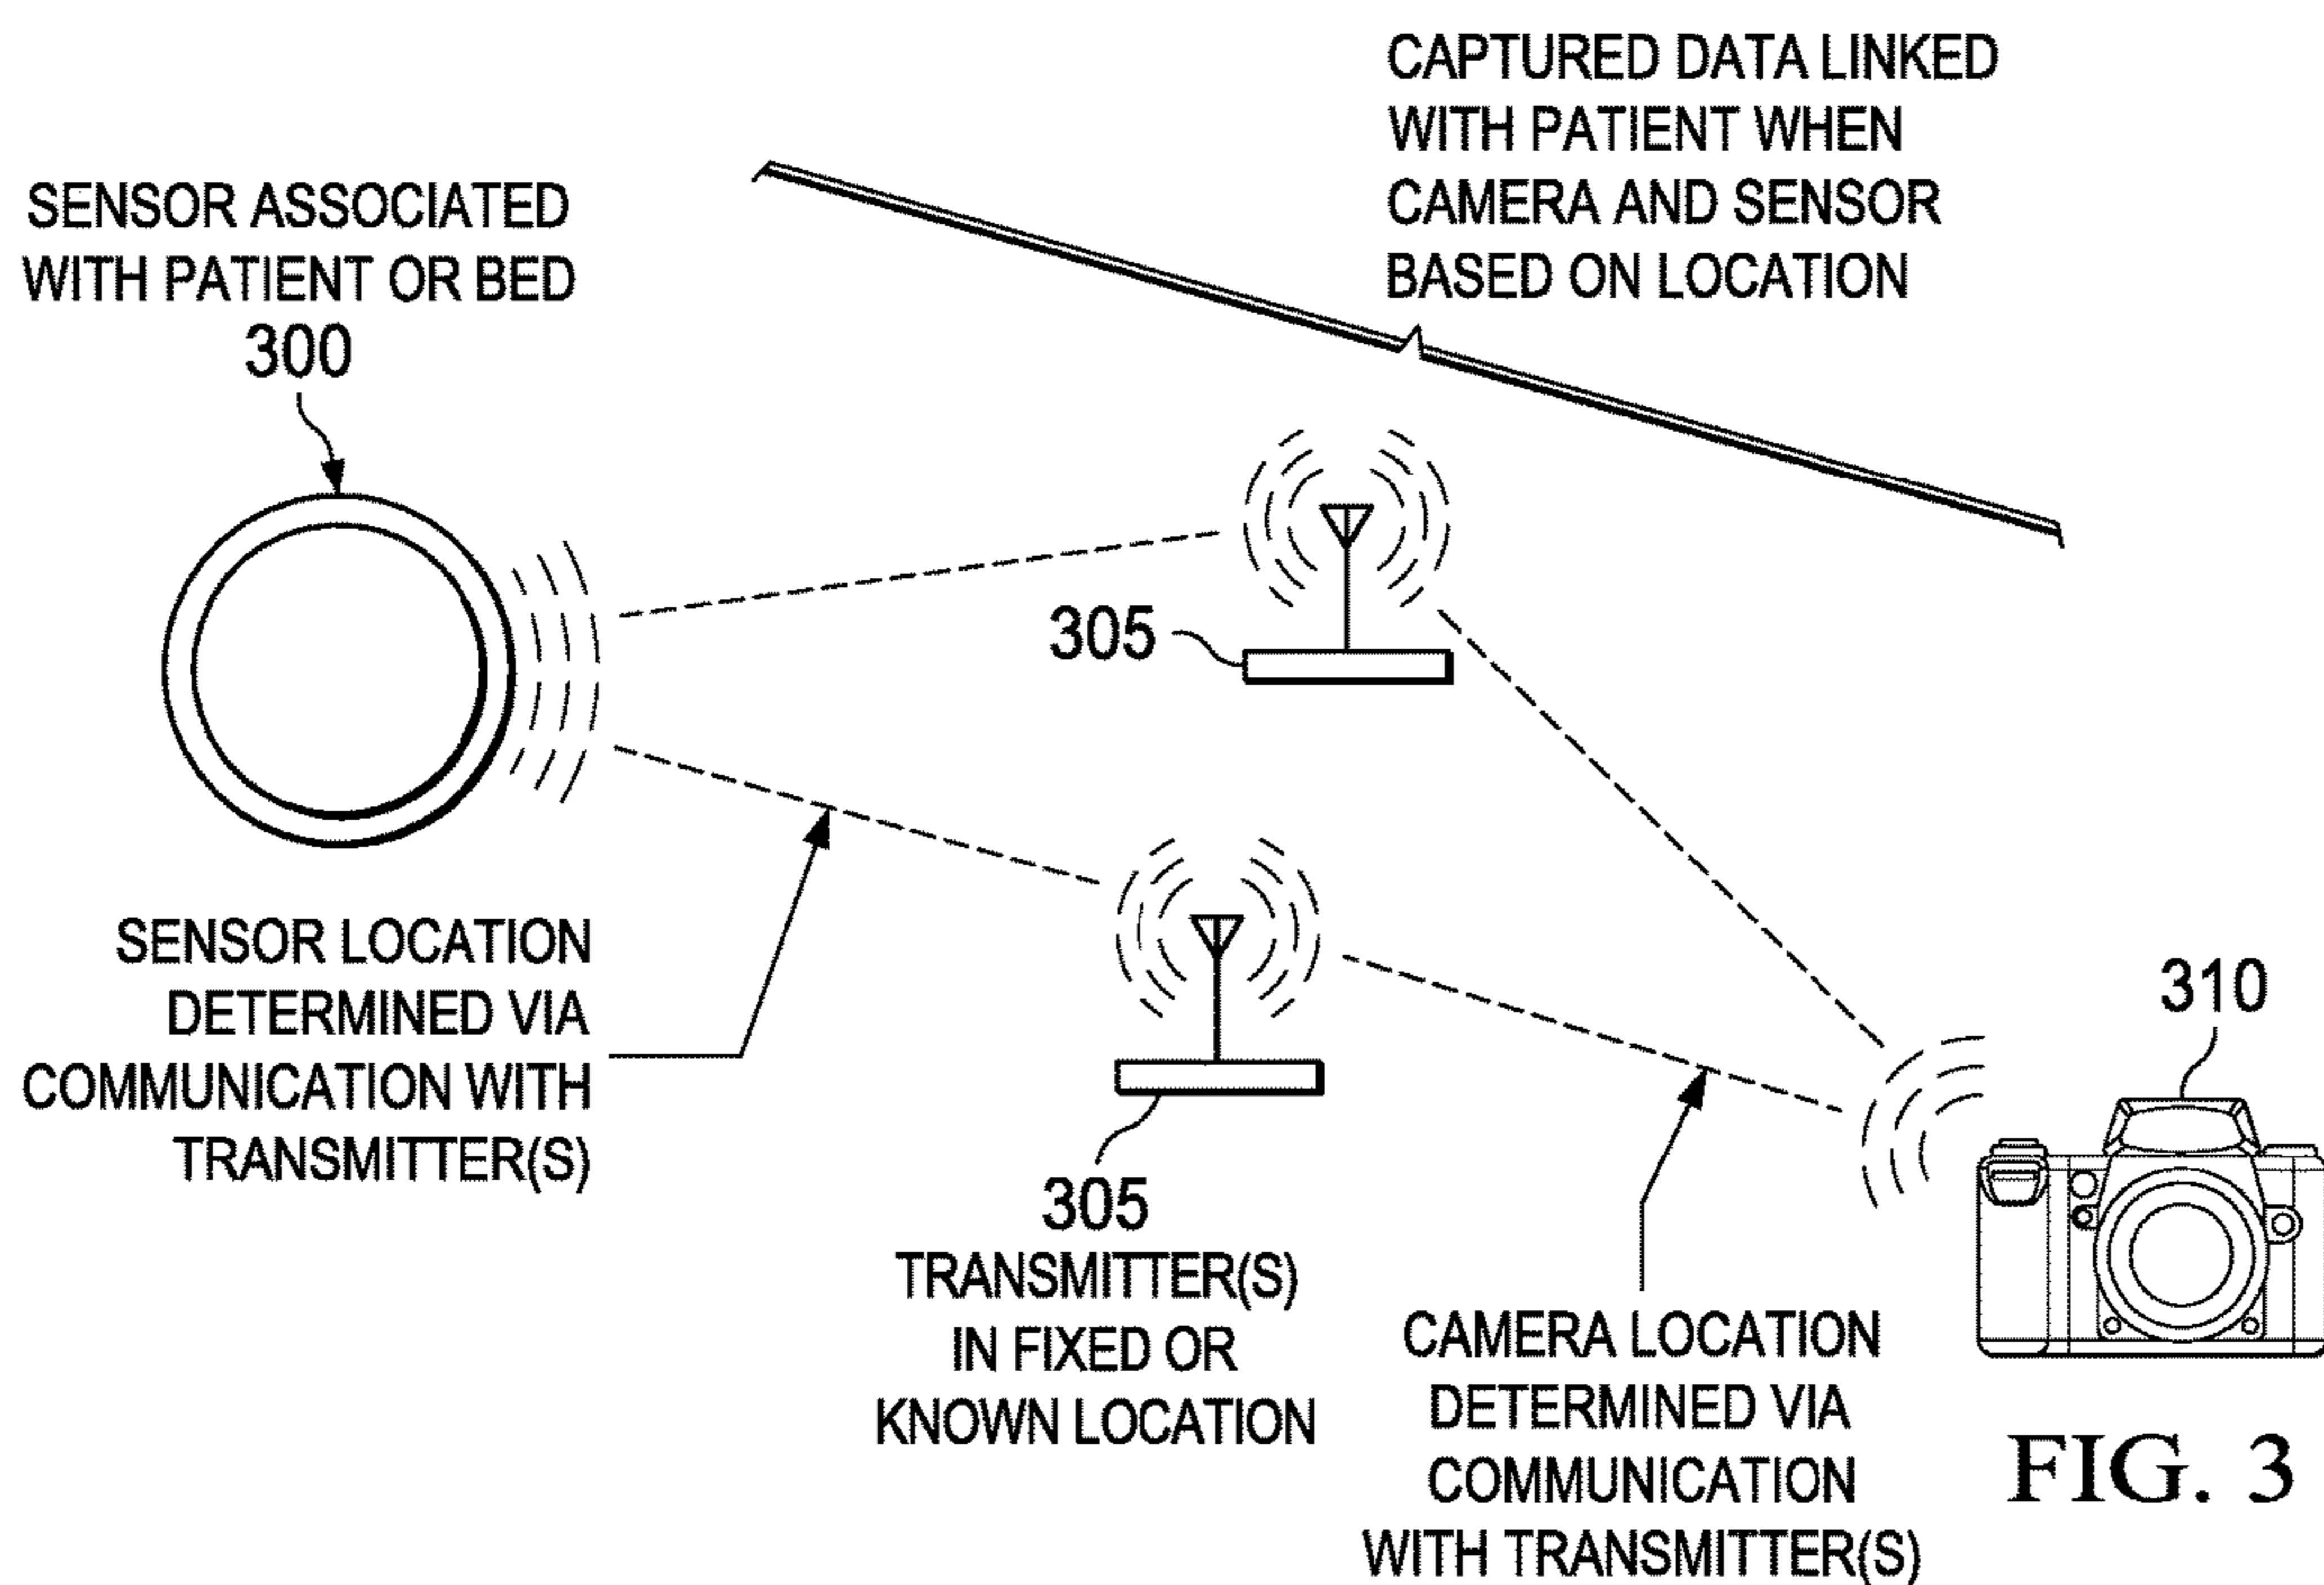 CAPTURED DATA LINKED
WITH PATIENT WHEN
CAMERA AND SENSOR
BASED ON LOCATION
SENSOR ASSOCIATED
WITH PATIENT OR BED
300
305
SENSOR LOCATION
DETERMINED VIA
COMMUNICATION WITH
TRANSMITTER(S)
305
TRANSMITTER(S)
IN FIXED OR
KNOWN LOCATION
310
CAMERA LOCATION
DETERMINED VIA
COMMUNICATION
WITH TRANSMITTER(S)
FIG. 3